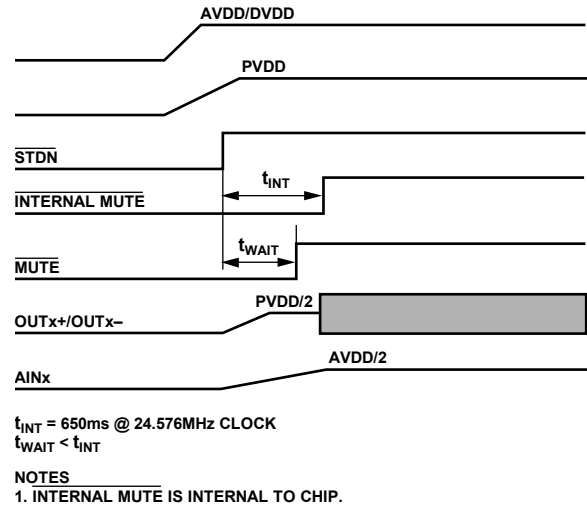 AVDD/DVDD
PVDD
STDN
tINT
INTERNAL MUTE
tWAIT
MUTE
PVDD/2
OUTx+/OUTx–
AVDD/2
AINx
tINT = 650ms @ 24.576MHz CLOCK
tWAIT < tINT
NOTES
1. INTERNAL MUTE IS INTERNAL TO CHIP.